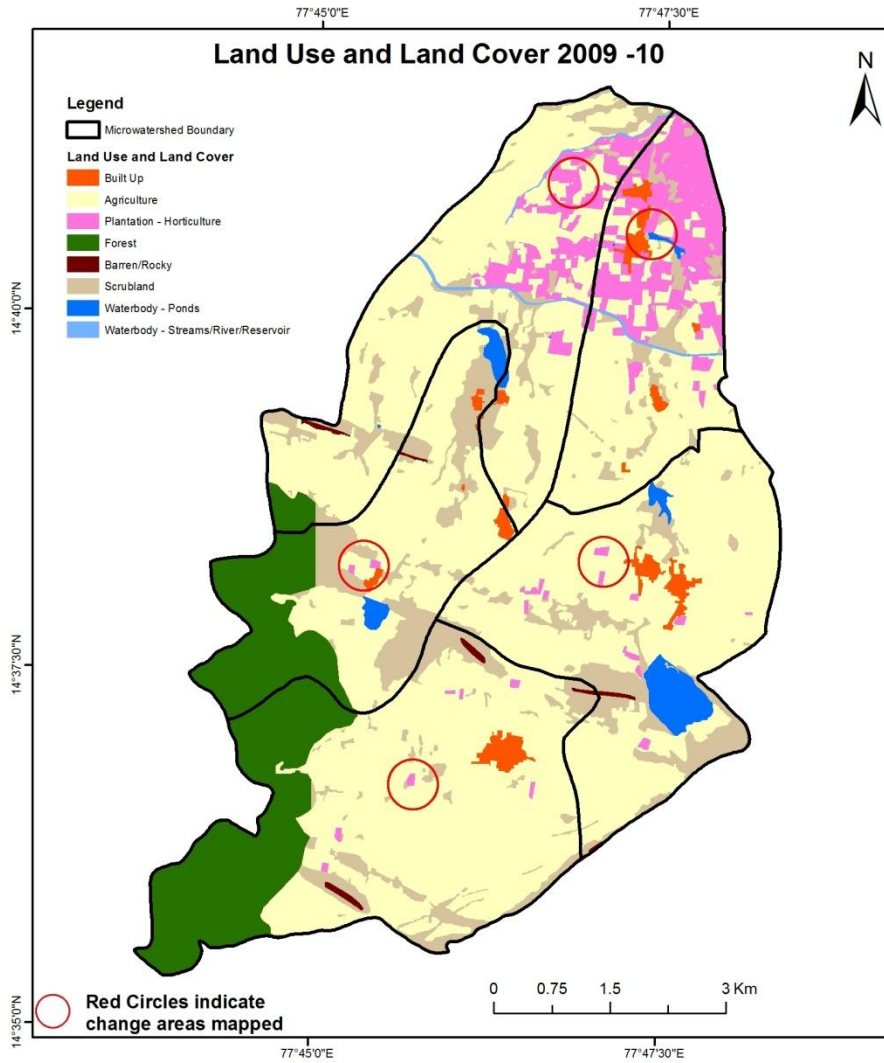 77°45'0"E
77°47'30"E
Land Use and Land Cover 2009 -10
N
Legend
Microwatershed Boundary
Land Use and Land Cover
Built Up
Agriculture
Plantation - Horticulture
Forest
Barren/Rocky
Scrubland
Waterbody - Ponds
Waterbody - Streams/River/Reservoir
14°40'0"N
14°37'30"N
14°35'0"N
Red Circles indicate
change areas mapped
0 0.75 1.5 3 Km
77°45'0"E
77°47'30"E